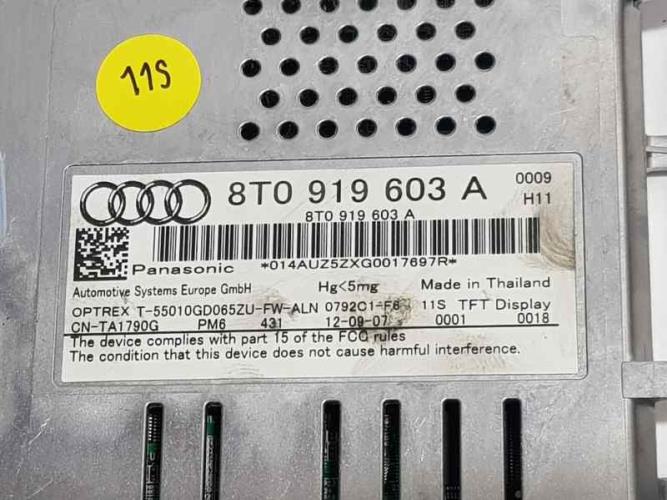 11S
8T0 919 603 A
0009
8T0 919 603 A
H11
*014AUZ5ZXG0017697R*
Panasonic
Automotive Systems Europe GmbH Hg<5mg Made in Thailand
OPTREX T-55010GD065ZU-FW-ALN 0792C1-F6 11S TFT Display
CN-TA1790G PM6 431 12-09-07 0001 0018
The device complies with part 15 of the FCC rules
The condition that this device does not cause harmful interference.